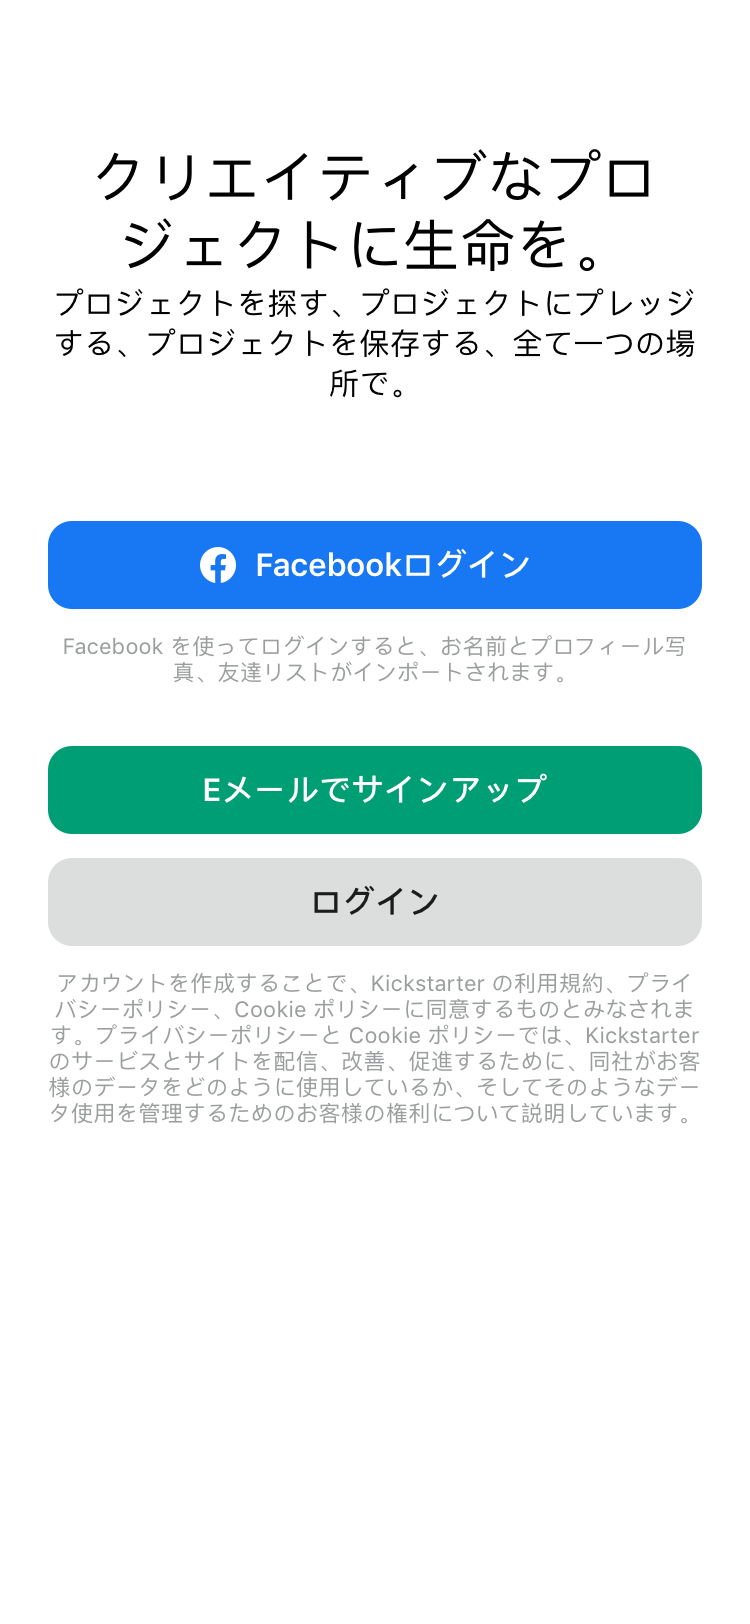 クリエイティブなプロ
ジェクトに生命を。
プロジェクトを探す、プロジェクトにプレッジ
する、プロジェクトを保存する、全て一つの場
所で。
Facebookログイン
Facebook を使ってログインすると、お名前とプロフィール写
真、友達リストがインポートされます。
Eメールでサインアップ
ログイン
アカウントを作成することで、Kickstarter の利用規約、プライ
バシーポリシー、Cookie ポリシーに同意するものとみなされま
す。プライバシーポリシーと Cookie ポリシーでは、Kickstarter
のサービスとサイトを配信、改善、促進するために、同社がお客
様のデータをどのように使用しているか、そしてそのようなデー
タ使用を管理するためのお客様の権利について説明しています。